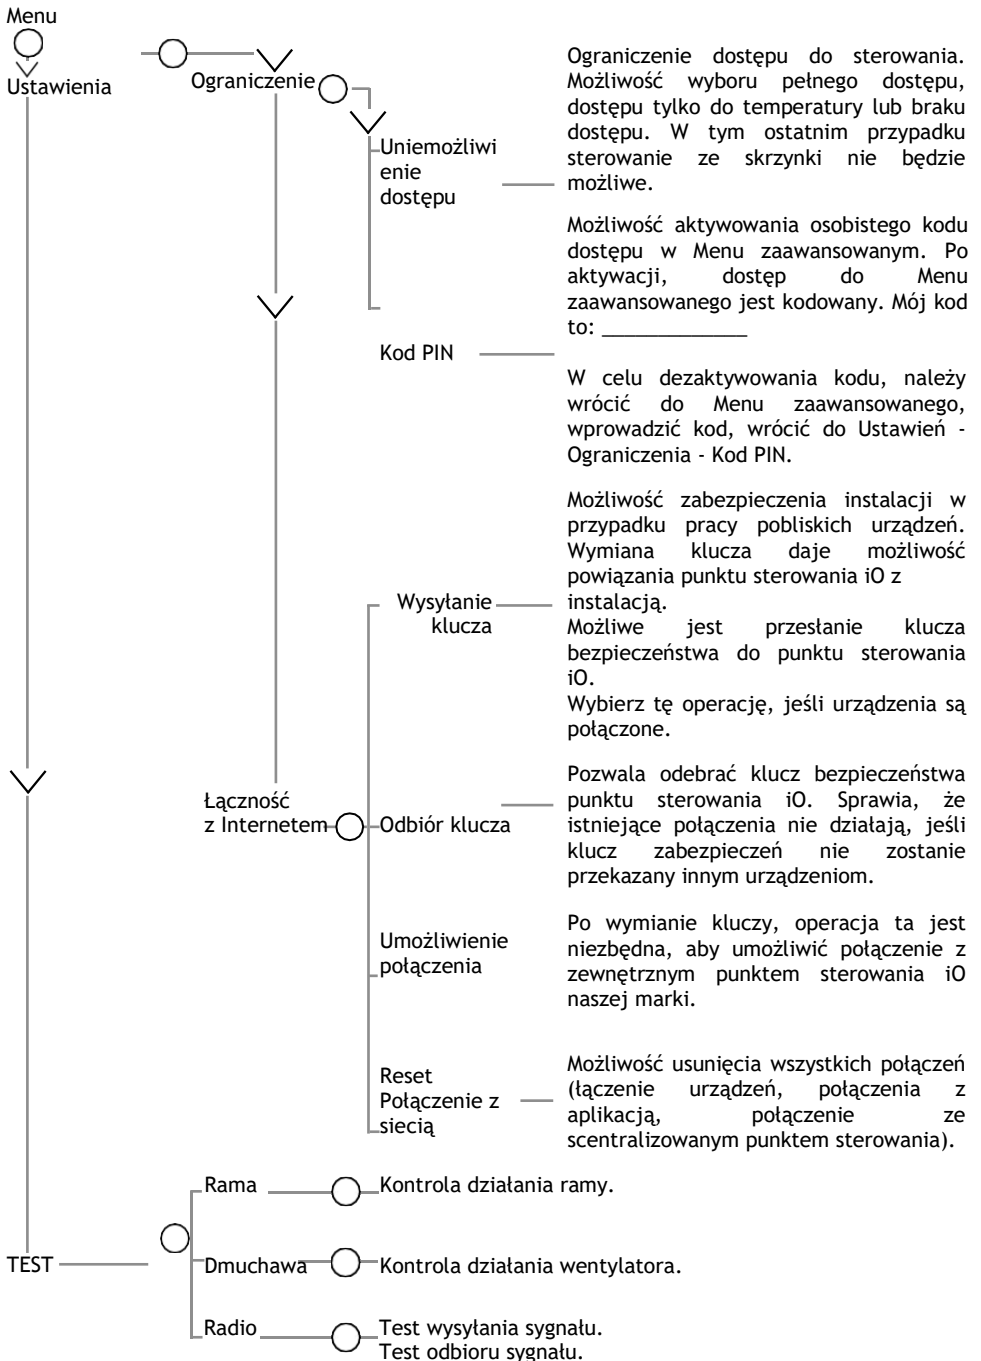 Menu
Ustawienia
Ograniczenie
Uniemożliwi
enie
dostępu
Ograniczenie dostępu do sterowania.
Możliwość wyboru pełnego dostępu,
dostępu tylko do temperatury lub braku
dostępu. W tym ostatnim przypadku
sterowanie ze skrzynki nie będzie
możliwe.
Kod PIN
Możliwość aktywowania osobistego kodu
dostępu w Menu zaawansowanym. Po
aktywacji, dostęp do Menu
zaawansowanego jest kodowany. Mój kod
to: _____________
W celu dezaktywowania kodu, należy
wrócić do Menu zaawansowanego,
wprowadzić kod, wrócić do Ustawień -
Ograniczenia - Kod PIN.
Łączność
z Internetem
Wysyłanie
klucza
Możliwość zabezpieczenia instalacji w
przypadku pracy pobliskich urządzeń.
Wymiana klucza daje możliwość
powiązania punktu sterowania iO z
instalacją.
Możliwe jest przesłanie klucza
bezpieczeństwa do punktu sterowania
iO.
Wybierz tę operację, jeśli urządzenia są
połączone.
Odbiór klucza
Pozwala odebrać klucz bezpieczeństwa
punktu sterowania iO. Sprawia, że
istniejące połączenia nie działają, jeśli
klucz zabezpieczeń nie zostanie
przekazany innym urządzeniom.
Umożliwienie
połączenia
Po wymianie kluczy, operacja ta jest
niezbędna, aby umożliwić połączenie z
zewnętrznym punktem sterowania iO
naszej marki.
Reset
Połączenie z
siecią
Możliwość usunięcia wszystkich połączeń
(łączenie urządzeń, połączenia z
aplikacją, połączenie ze
scentralizowanym punktem sterowania).
TEST
Rama
Kontrola działania ramy.
Dmuchawa
Kontrola działania wentylatora.
Radio
Test wysyłania sygnału.
Test odbioru sygnału.